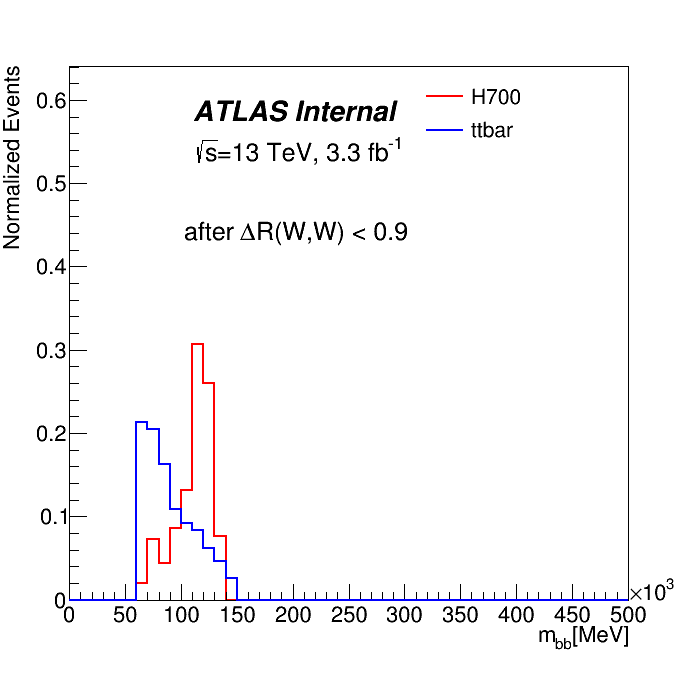 ATLAS Internal
√s=13 TeV, 3.3 fb-1
after ΔR(W,W) < 0.9
H700
ttbar
Normalized Events
0.6
0.5
0.4
0.3
0.2
0.1
0
0 50 100 150 200 250 300 350 400 450 500
×103
mbb[MeV]